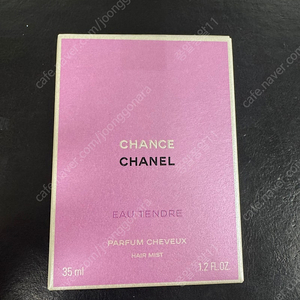 CHANCE
CHANEL
EAU TENDRE
PARFUM CHEVEUX
HAIR MIST
35 ml 1.2 FL.OZ.
cafe.naver.com/joonggonara